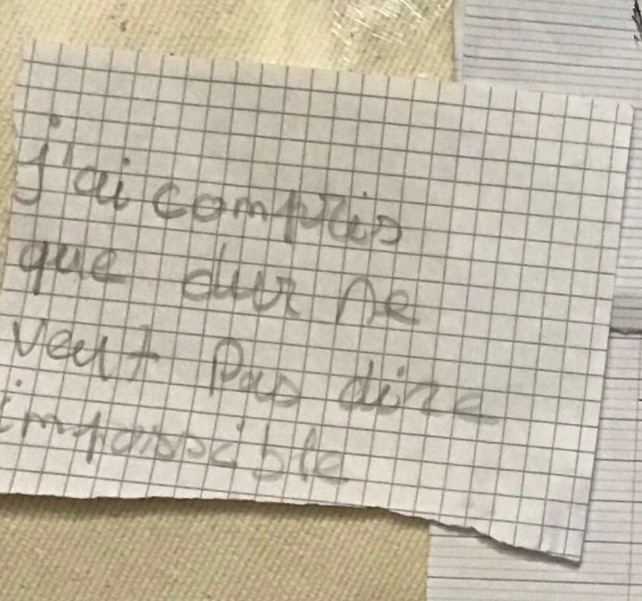 j'ai compris
que dur ne
veut pas dire
impossible